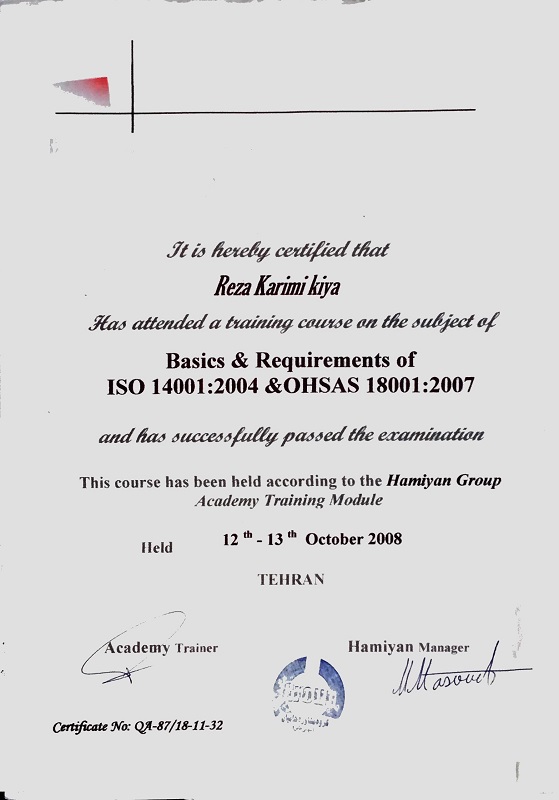 It is hereby certified that
Reza Karimi kiya
Has attended a training course on the subject of
Basics & Requirements of
ISO 14001:2004 &OHSAS 18001:2007
and has successfully passed the examination
This course has been held according to the Hamiyan Group
Academy Training Module
Held 12 th - 13 th October 2008
TEHRAN
Academy Trainer Hamiyan Manager
Certificate No: QA-87/18-11-32